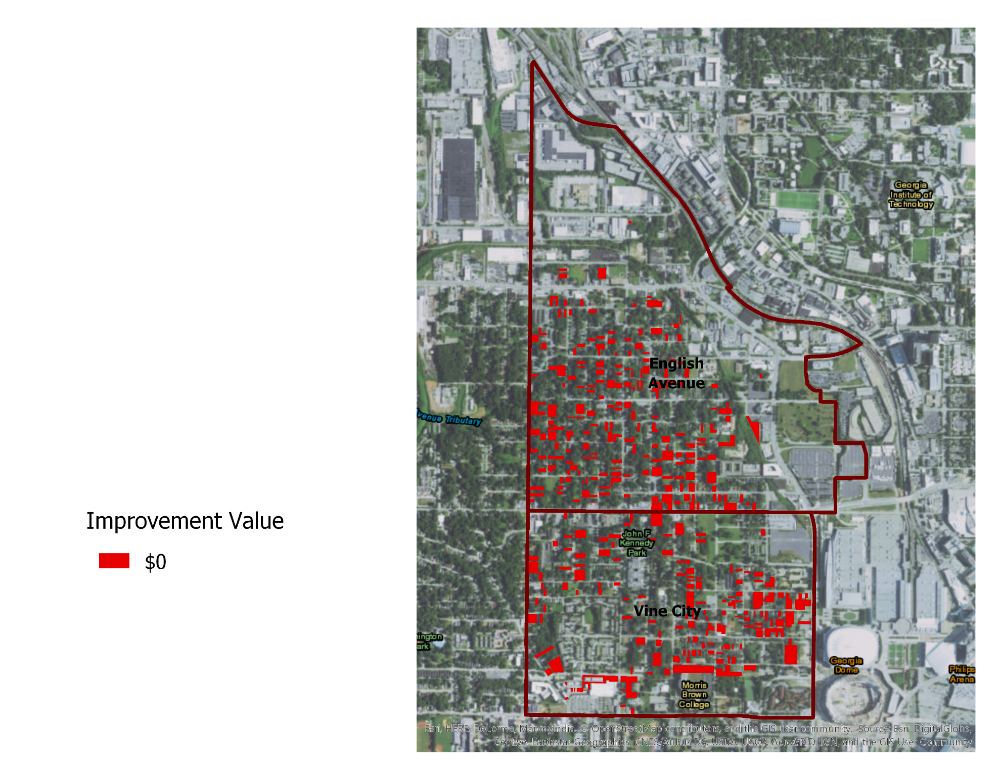 Georgia
Institute of
Technology
English
Avenue
Avenue Tributary
Improvement Value
$0
John F
Kennedy
Park
Vine City
ington
ark
Georgia
Dome
Philips
Arena
Morris
Brown
College
Esri, HERE, DeLorme, MapmyIndia, © OpenStreetMap contributors, and the GIS user community, Source: Esri, DigitalGlobe,
GeoEye, Earthstar Geographics, CNES/Airbus DS, USDA, USGS, AeroGRID, IGN, and the GIS User Community